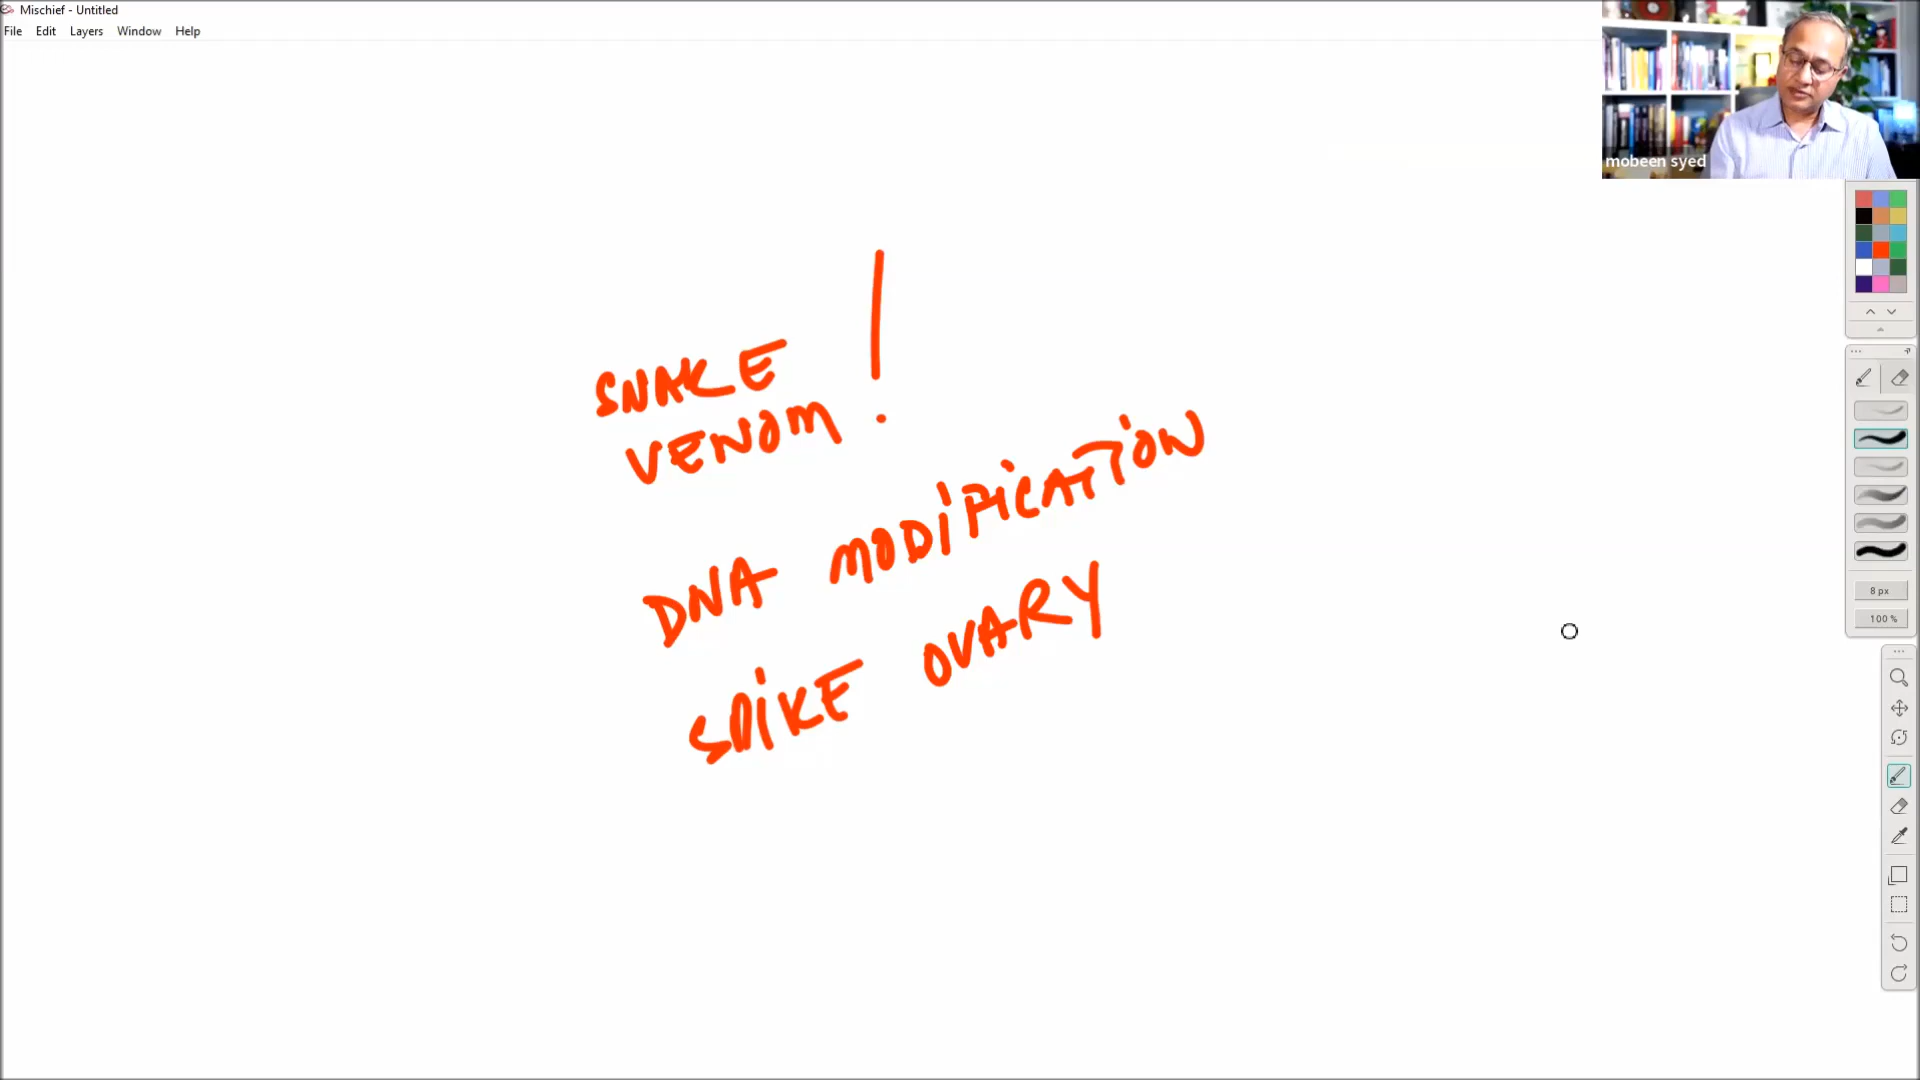 Mischief - Untitled
File Edit Layers Window Help
mobeen syed
SNAKE !
VENOM
DNA MODIFICATION
SPIKE OVARY
8 px
100 %